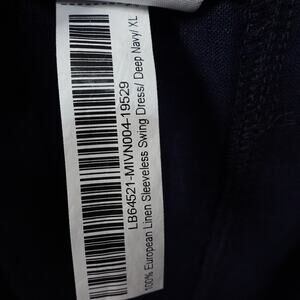 LB64521-MIVN004-19529
100% European Linen Sleeveless Swing Dress/ Deep Navy/ XL